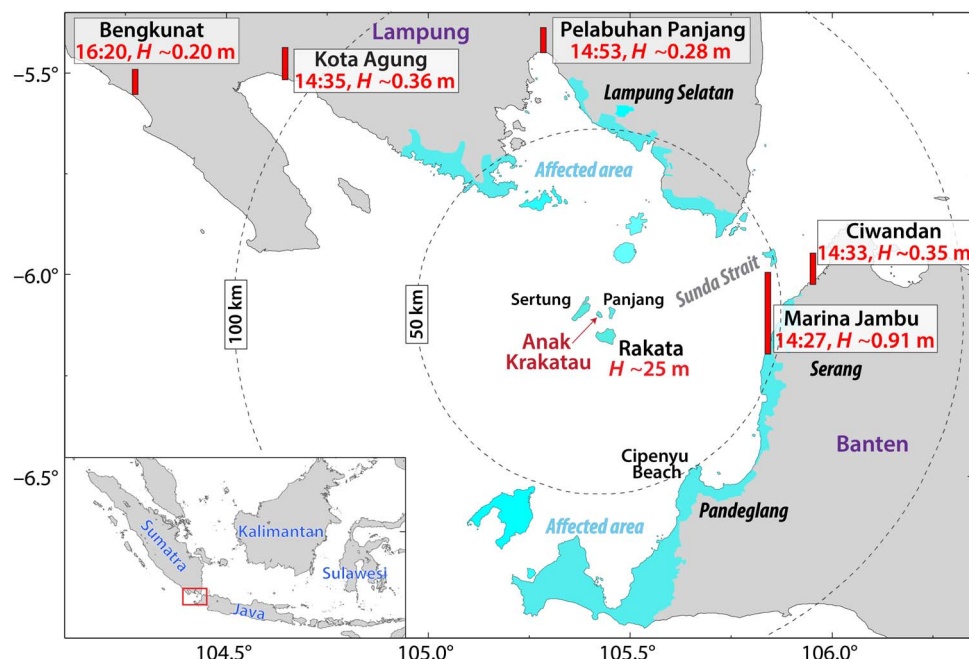 Bengkunat
16:20, H ~0.20 m
Lampung
Kota Agung
14:35, H ~0.36 m
Pelabuhan Panjang
14:53, H ~0.28 m
Lampung Selatan
Affected area
−5.5°
−6.0°
−6.5°
Ciwandan
14:33, H ~0.35 m
Sunda Strait
100 km
50 km
Sertung
Panjang
Anak
Krakatau
Rakata
H ~25 m
Marina Jambu
14:27, H ~0.91 m
Serang
Banten
Cipenyu
Beach
Pandeglang
Affected area
Sumatra
Kalimantan
Sulawesi
Java
104.5°
105.0°
105.5°
106.0°